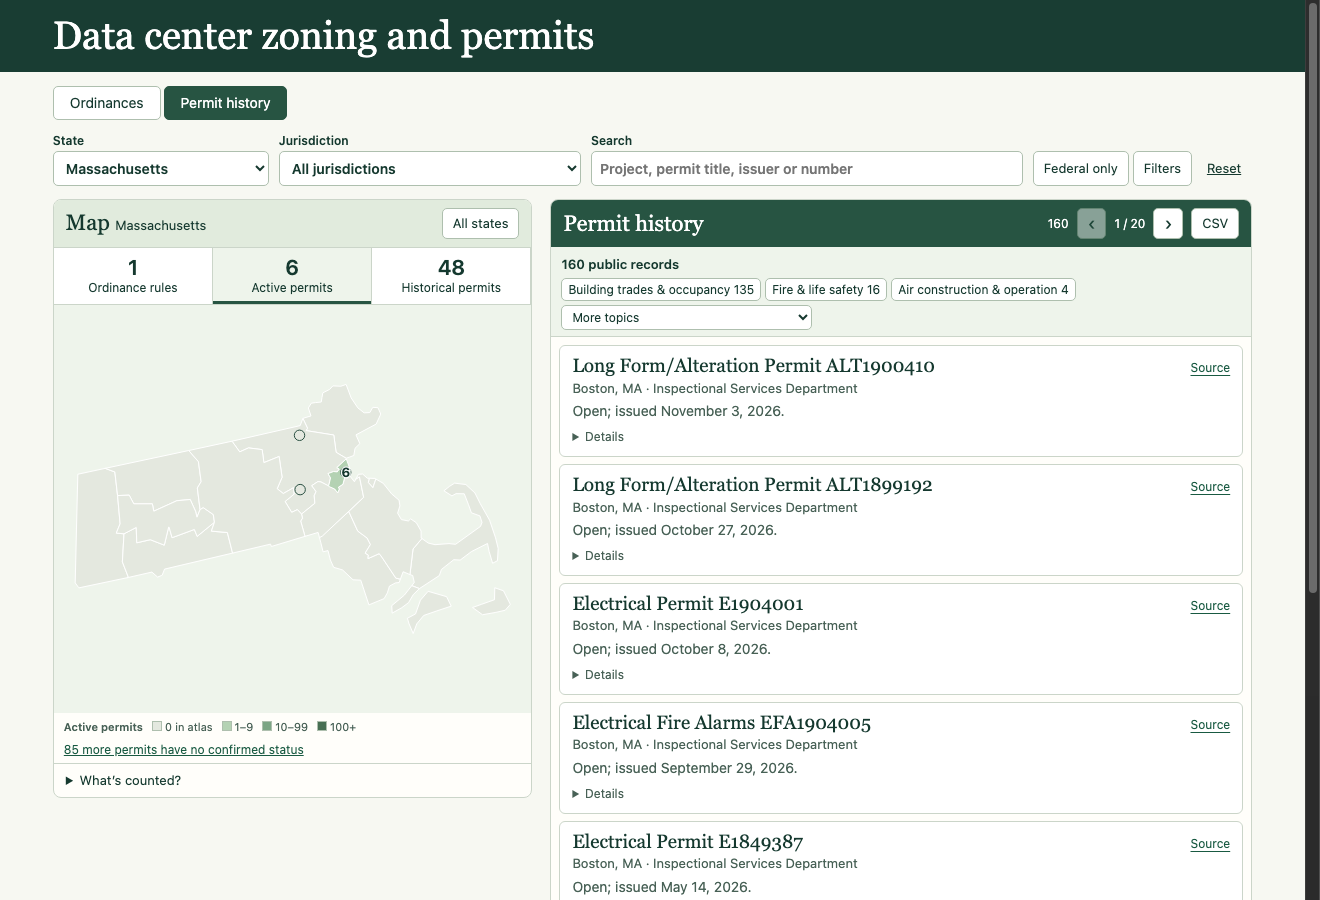 Data center zoning and permits
Ordinances
Permit history
State
Jurisdiction
Search
Massachusetts
All jurisdictions
Project, permit title, issuer or number
Federal only
Filters
Reset
Map Massachusetts
All states
1
Ordinance rules
6
Active permits
48
Historical permits
6
Active permits
0 in atlas
1–9
10–99
100+
85 more permits have no confirmed status
▶ What's counted?
Permit history
160
‹
1 / 20
›
CSV
160 public records
Building trades & occupancy 135
Fire & life safety 16
Air construction & operation 4
More topics
Long Form/Alteration Permit ALT1900410
Source
Boston, MA · Inspectional Services Department
Open; issued November 3, 2026.
▶ Details
Long Form/Alteration Permit ALT1899192
Source
Boston, MA · Inspectional Services Department
Open; issued October 27, 2026.
▶ Details
Electrical Permit E1904001
Source
Boston, MA · Inspectional Services Department
Open; issued October 8, 2026.
▶ Details
Electrical Fire Alarms EFA1904005
Source
Boston, MA · Inspectional Services Department
Open; issued September 29, 2026.
▶ Details
Electrical Permit E1849387
Source
Boston, MA · Inspectional Services Department
Open; issued May 14, 2026.